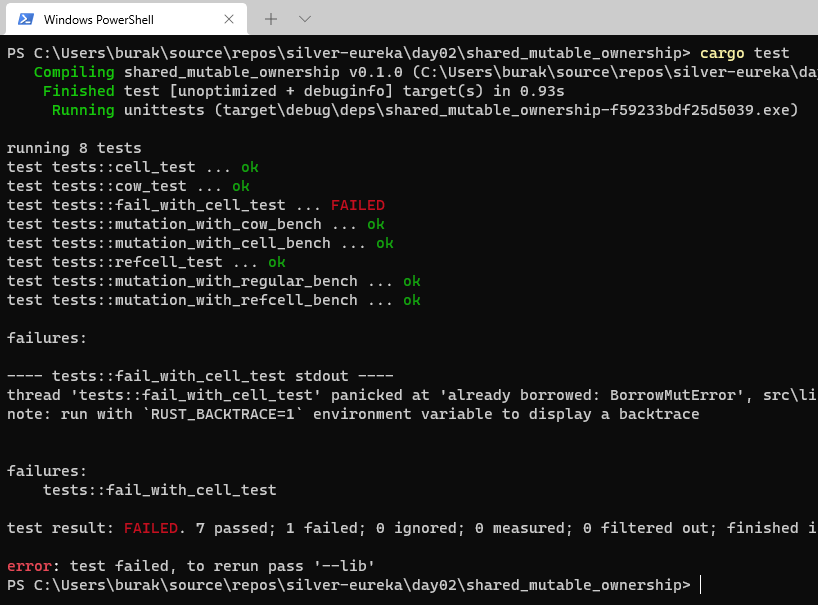 Windows PowerShell
PS C:\Users\burak\source\repos\silver-eureka\day02\shared_mutable_ownership> cargo test
Compiling shared_mutable_ownership v0.1.0 (C:\Users\burak\source\repos\silver-eureka\da
Finished test [unoptimized + debuginfo] target(s) in 0.93s
Running unittests (target\debug\deps\shared_mutable_ownership-f59233bdf25d5039.exe)
running 8 tests
test tests::cell_test ... ok
test tests::cow_test ... ok
test tests::fail_with_cell_test ... FAILED
test tests::mutation_with_cow_bench ... ok
test tests::mutation_with_cell_bench ... ok
test tests::refcell_test ... ok
test tests::mutation_with_regular_bench ... ok
test tests::mutation_with_refcell_bench ... ok
failures:
---- tests::fail_with_cell_test stdout ----
thread 'tests::fail_with_cell_test' panicked at 'already borrowed: BorrowMutError', src\li
note: run with `RUST_BACKTRACE=1` environment variable to display a backtrace
failures:
tests::fail_with_cell_test
test result: FAILED. 7 passed; 1 failed; 0 ignored; 0 measured; 0 filtered out; finished i
error: test failed, to rerun pass '--lib'
PS C:\Users\burak\source\repos\silver-eureka\day02\shared_mutable_ownership>